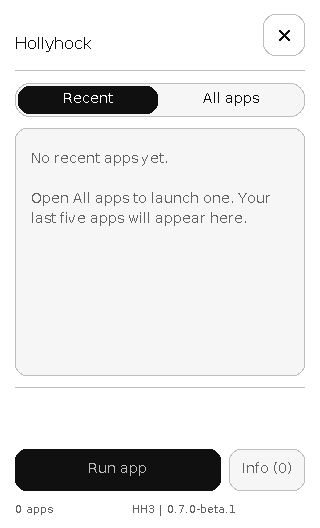 Hollyhock
Recent
All apps
No recent apps yet.
Open All apps to launch one. Your
last five apps will appear here.
Run app
Info (0)
0 apps
HH3 | 0.7.0-beta.1